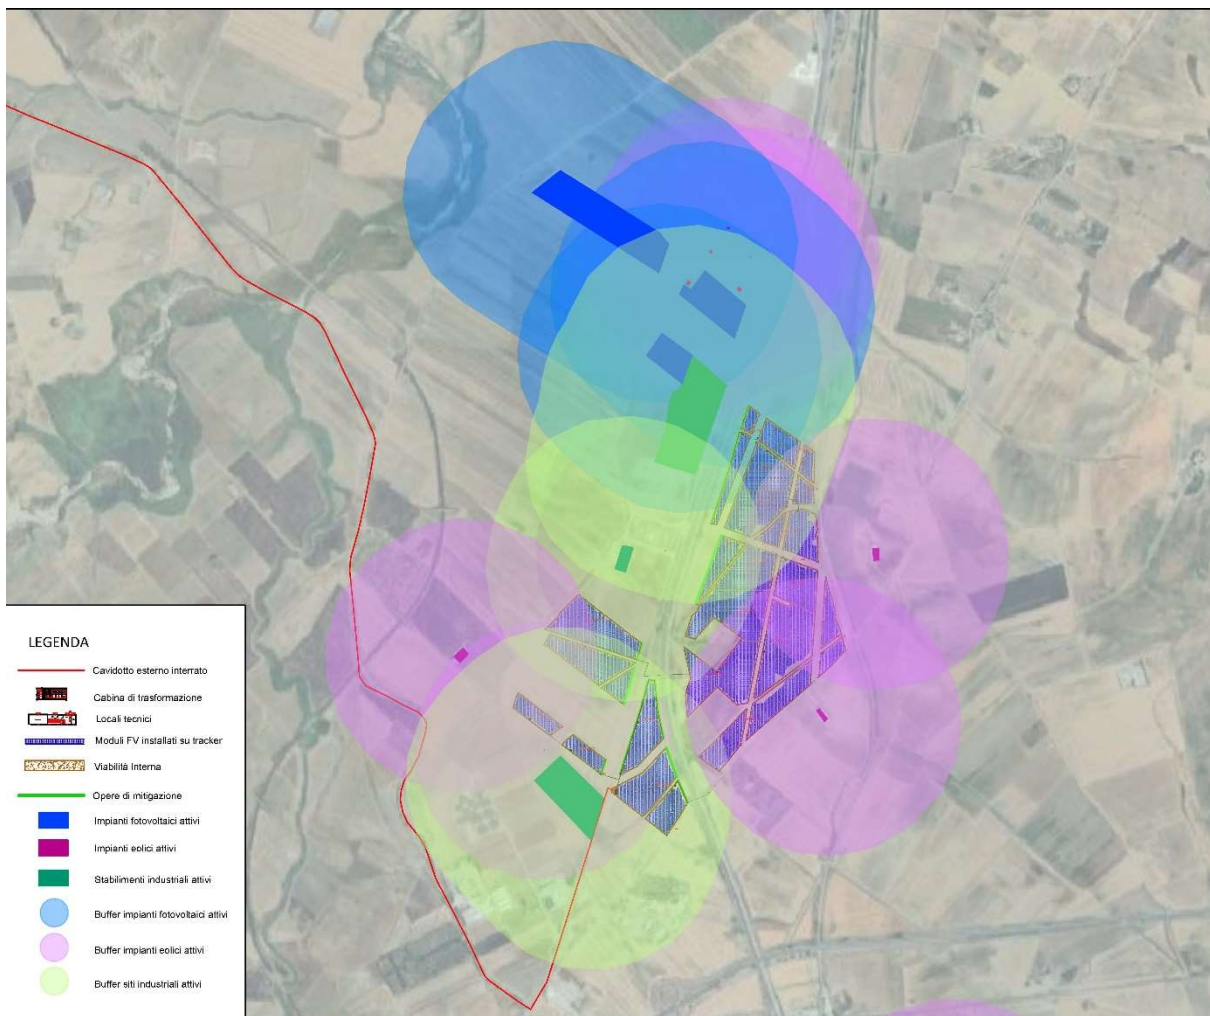 LEGENDA
Cavidotto esterno interrato
Cabina di trasformazione
Locali tecnici
Moduli FV installati su tracker
Viabilità Interna
Opere di mitigazione
Impianti fotovoltaici attivi
Impianti eolici attivi
Stabilimenti industriali attivi
Buffer impianti fotovoltaici attivi
Buffer impianti eolici attivi
Buffer siti industriali attivi